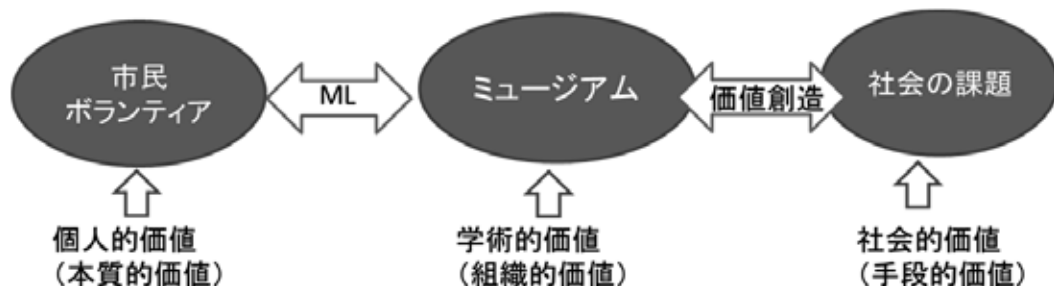 市民
ボランティア
ML
ミュージアム
価値創造
社会の課題
個人的価値
（本質的価値）
学術的価値
（組織的価値）
社会的価値
（手段的価値）